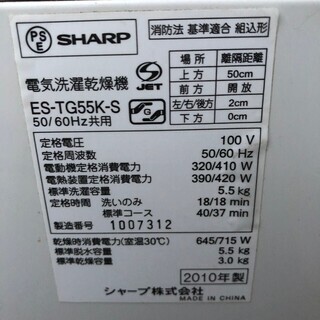 PS
E
SHARP
消防法 基準適合 組込形
場所 離隔距離
上方 50cm
前方 開放
左/右/後方 2cm
下方 0cm
電気洗濯乾燥機
S
JET
ES-TG55K-S
50/60Hz共用
定格電圧 100 V
定格周波数 50/60 Hz
電動機定格消費電力 320/410 W
電熱装置定格消費電力 390/420 W
標準洗濯容量 5.5 kg
定格時間 洗いのみ 18/18 min
標準コース 40/37 min
製造番号 1007312
乾燥時消費電力(室温30℃) 645/715 W
標準脱水容量 5.5 kg
標準乾燥容量 3.0 kg
2010年製
シャープ株式会社
MADE IN CHINA